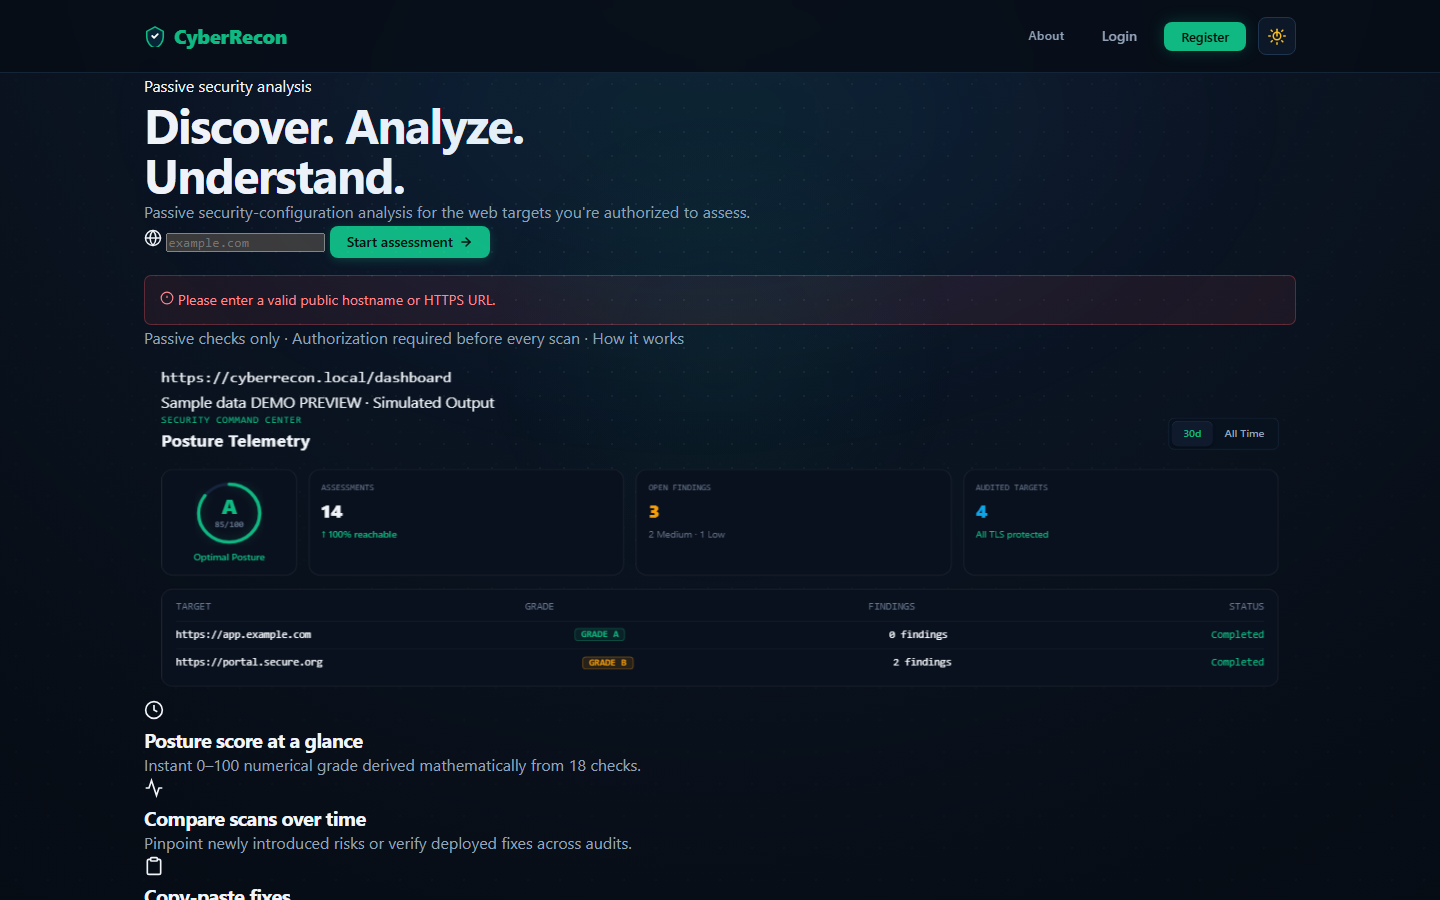 CyberRecon
About
Login
Register
Passive security analysis
Discover. Analyze.
Understand.
Passive security-configuration analysis for the web targets you're authorized to assess.
example.com
Start assessment →
Please enter a valid public hostname or HTTPS URL.
Passive checks only · Authorization required before every scan · How it works
https://cyberrecon.local/dashboard
Sample data DEMO PREVIEW · Simulated Output
SECURITY COMMAND CENTER
Posture Telemetry
30d
All Time
A
85/100
Optimal Posture
ASSESSMENTS
14
↑ 100% reachable
OPEN FINDINGS
3
2 Medium · 1 Low
AUDITED TARGETS
4
All TLS protected
TARGET GRADE FINDINGS STATUS
https://app.example.com GRADE A 0 findings Completed
https://portal.secure.org GRADE B 2 findings Completed
Posture score at a glance
Instant 0–100 numerical grade derived mathematically from 18 checks.
Compare scans over time
Pinpoint newly introduced risks or verify deployed fixes across audits.
Copy-paste fixes